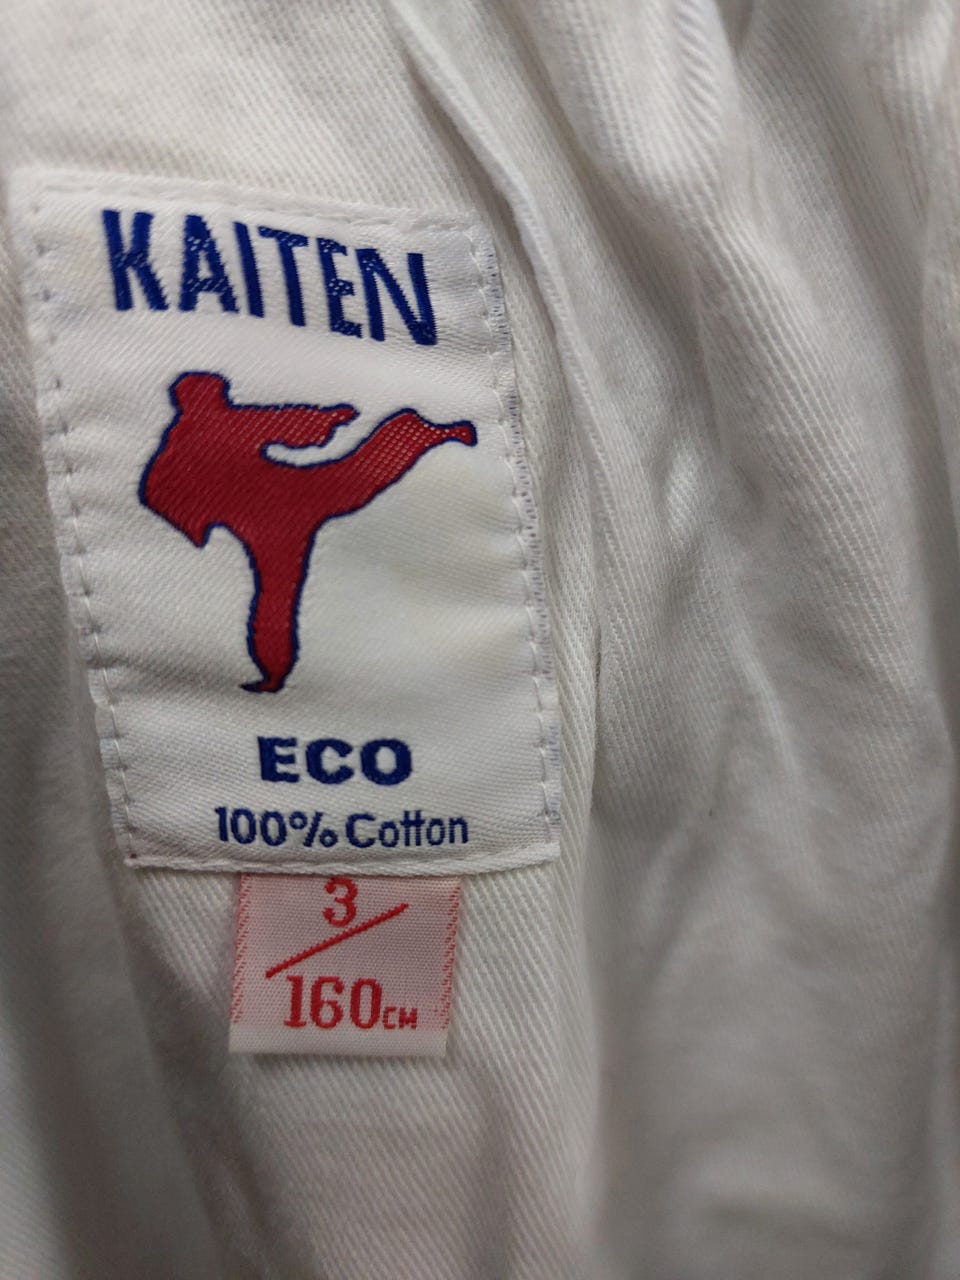 KAITEN
ECO
100% Cotton
3/
160CM